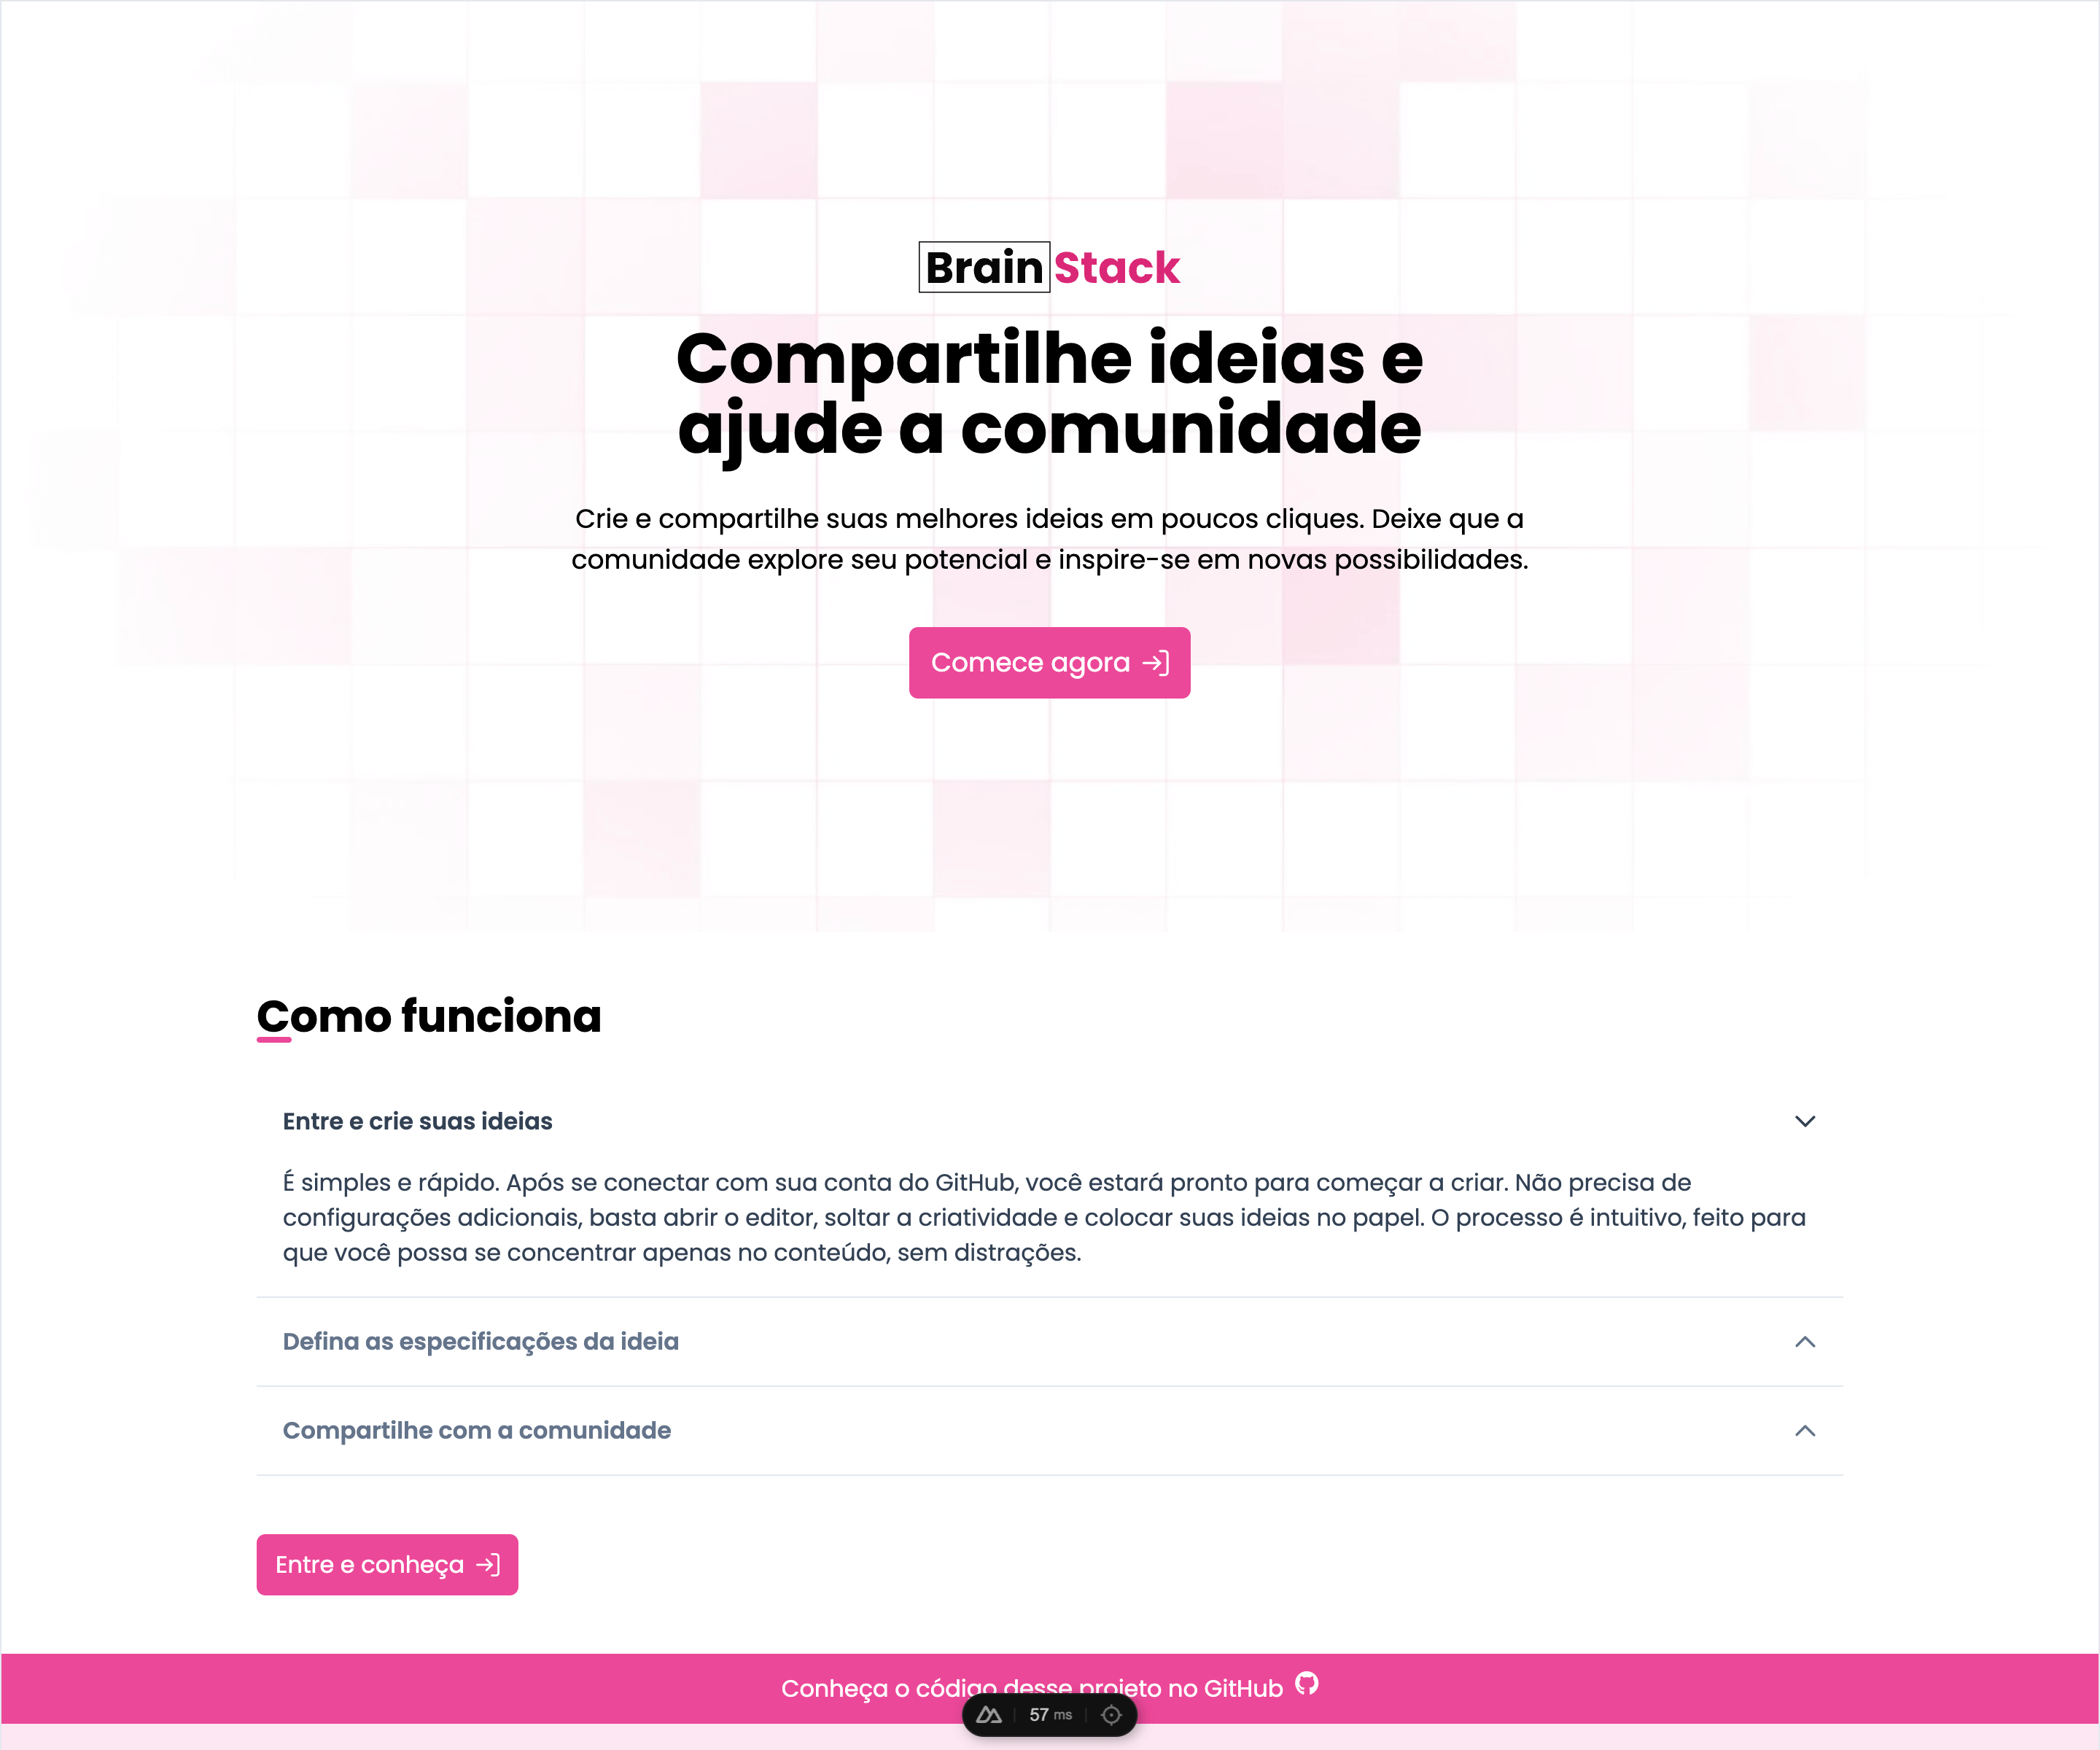 Brain Stack
Compartilhe ideias e
ajude a comunidade
Crie e compartilhe suas melhores ideias em poucos cliques. Deixe que a
comunidade explore seu potencial e inspire-se em novas possibilidades.
Comece agora
Como funciona
Entre e crie suas ideias
É simples e rápido. Após se conectar com sua conta do GitHub, você estará pronto para começar a criar. Não precisa de
configurações adicionais, basta abrir o editor, soltar a criatividade e colocar suas ideias no papel. O processo é intuitivo, feito para
que você possa se concentrar apenas no conteúdo, sem distrações.
Defina as especificações da ideia
Compartilhe com a comunidade
Entre e conheça
Conheça o código desse projeto no GitHub
57 ms